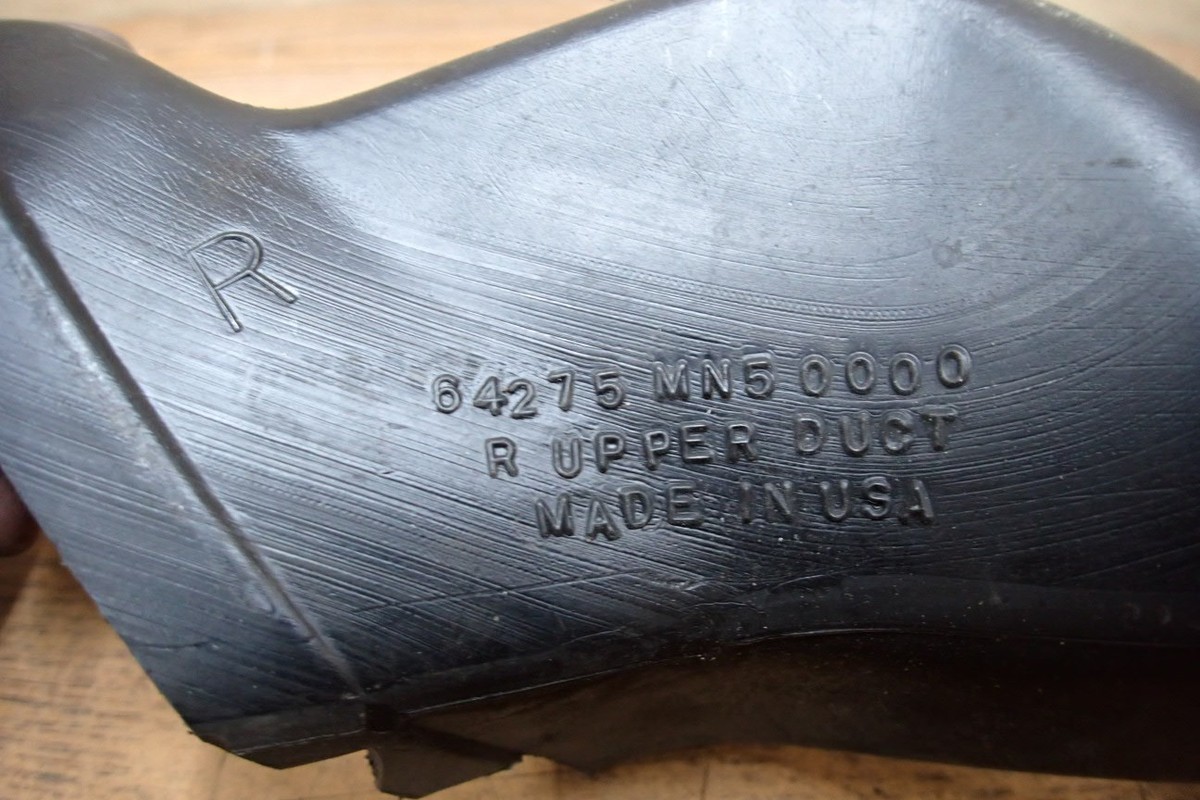 R
64275 MN5 0000
R UPPER DUCT
MADE IN USA